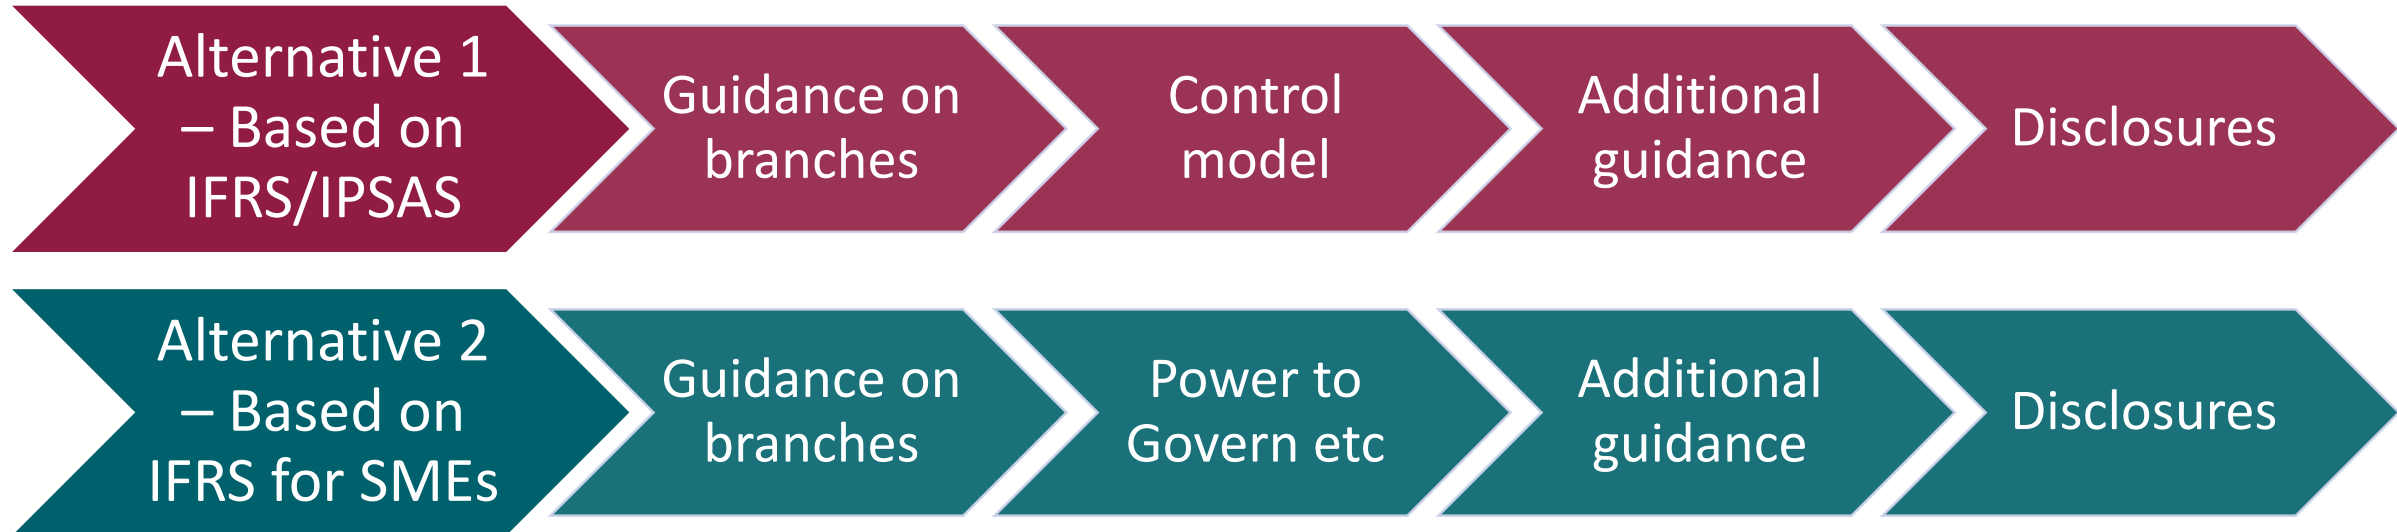 Alternative 1
– Based on
IFRS/IPSAS
Guidance on
branches
Control
model
Additional
guidance
Disclosures
Alternative 2
– Based on
IFRS for SMEs
Guidance on
branches
Power to
Govern etc
Additional
guidance
Disclosures